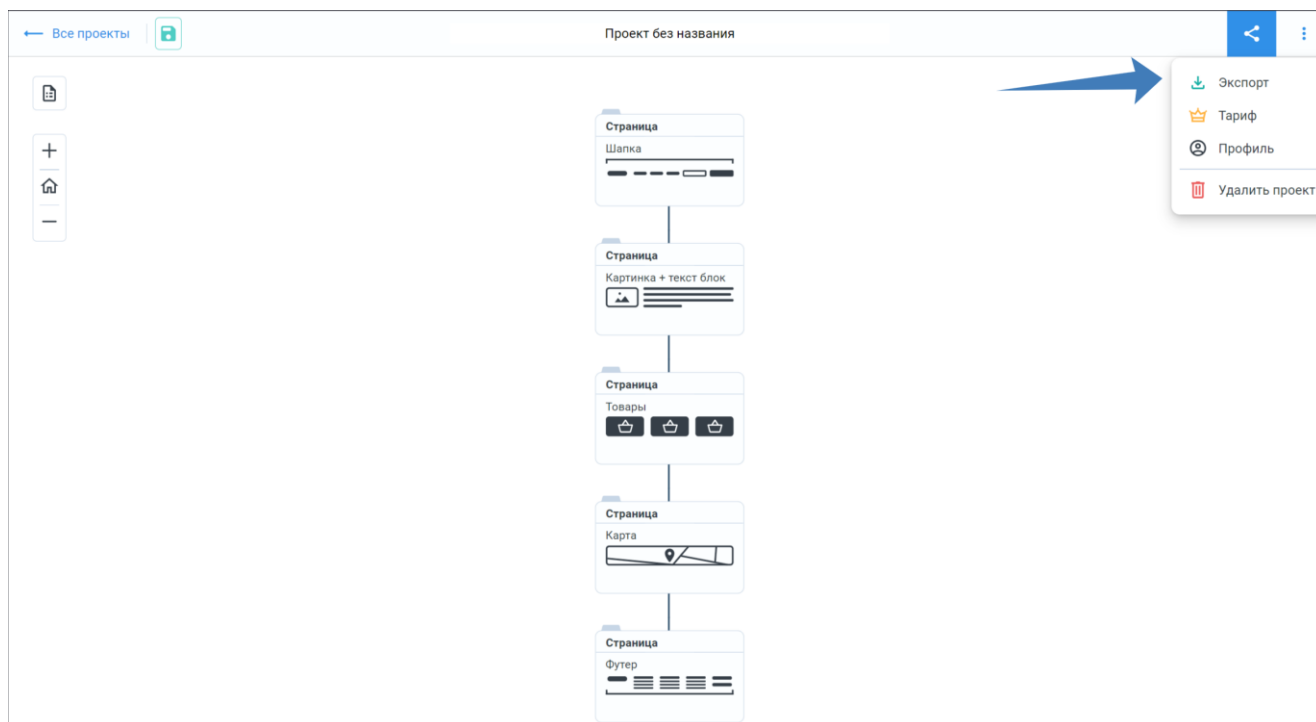 Все проекты
Проект без названия
Экспорт
Тариф
Профиль
Удалить проект
Страница
Шапка
Страница
Картинка + текст блок
Страница
Товары
Страница
Карта
Страница
Футер